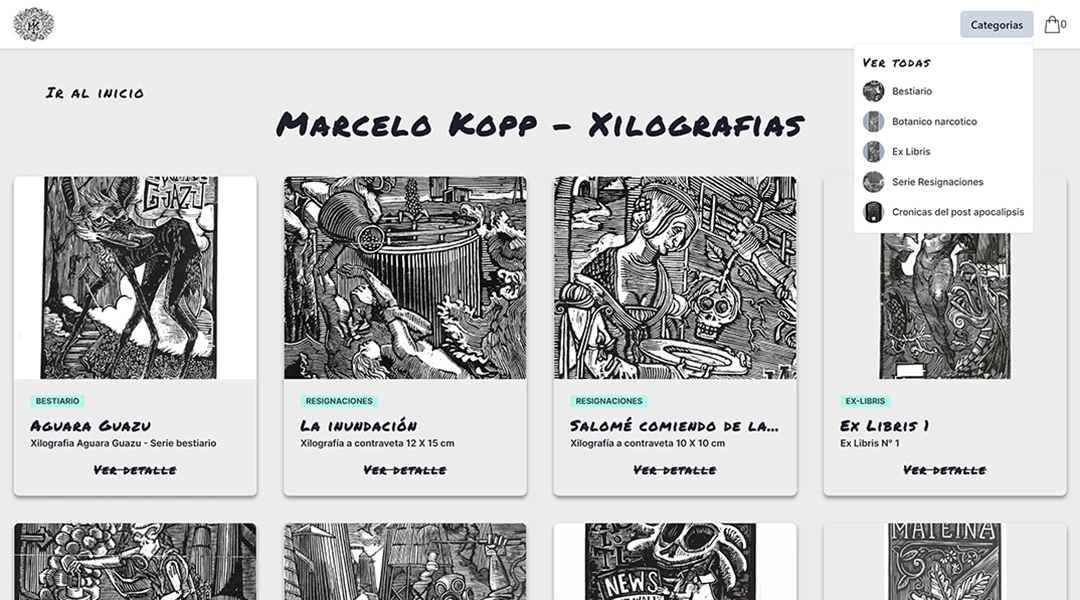 MK
Categorias
0
Ver todas
Bestiario
Botanico narcotico
Ex Libris
Serie Resignaciones
Cronicas del post apocalipsis
Ir al inicio
Marcelo Kopp - Xilografias
GUAZU
BESTIARIO
Aguara Guazu
Xilografia Aguara Guazu - Serie bestiario
Ver detalle
RESIGNACIONES
La inundación
Xilografía a contraveta 12 X 15 cm
Ver detalle
RESIGNACIONES
Salomé comiendo de la...
Xilografía a contraveta 10 X 10 cm
Ver detalle
EX-LIBRIS
Ex Libris 1
Ex Libris N° 1
Ver detalle
NEWS
MATEINA